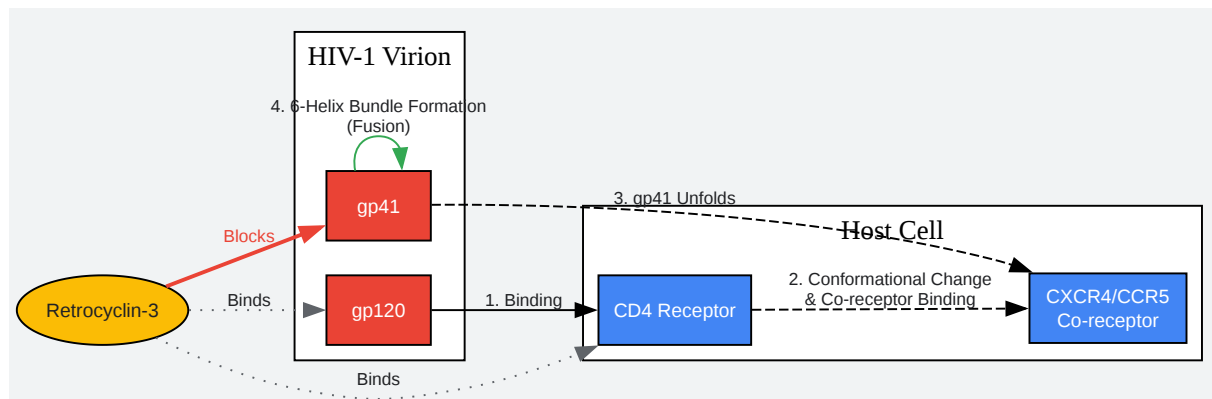 HIV-1 Virion
4. 6-Helix Bundle Formation
(Fusion)
gp41
3. gp41 Unfolds
Host Cell
Blocks
Retrocyclin-3
Binds
gp120
1. Binding
CD4 Receptor
2. Conformational Change
& Co-receptor Binding
CXCR4/CCR5
Co-receptor
Binds